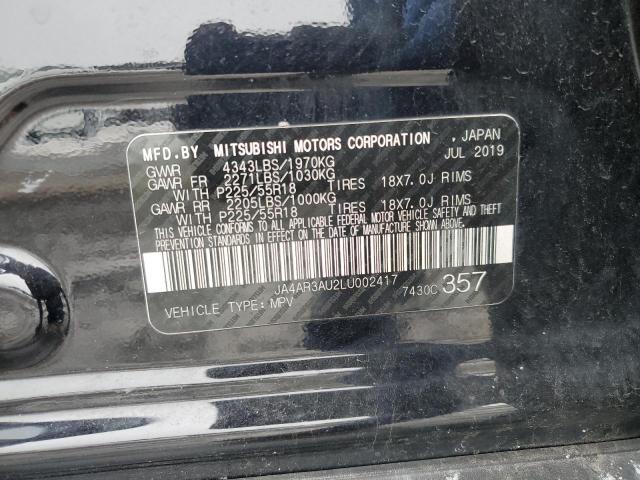 MFD.BY MITSUBISHI MOTORS CORPORATION , JAPAN
GVWR 4343LBS/1970KG JUL 2019
GAWR FR 2271LBS/1030KG
WITH P225/55R18 TIRES 18X7.0J RIMS
GAWR RR 2205LBS/1000KG
WITH P225/55R18 TIRES 18X7.0J RIMS
THIS VEHICLE CONFORMS TO ALL APPLICABLE FEDERAL MOTOR VEHICLE SAFETY AND THEFT
PREVENTION STANDARDS IN EFFECT ON THE DATE OF MANUFACTURE SHOWN ABOVE.
JA4AR3AU2LU002417
VEHICLE TYPE: MPV 7430C 357